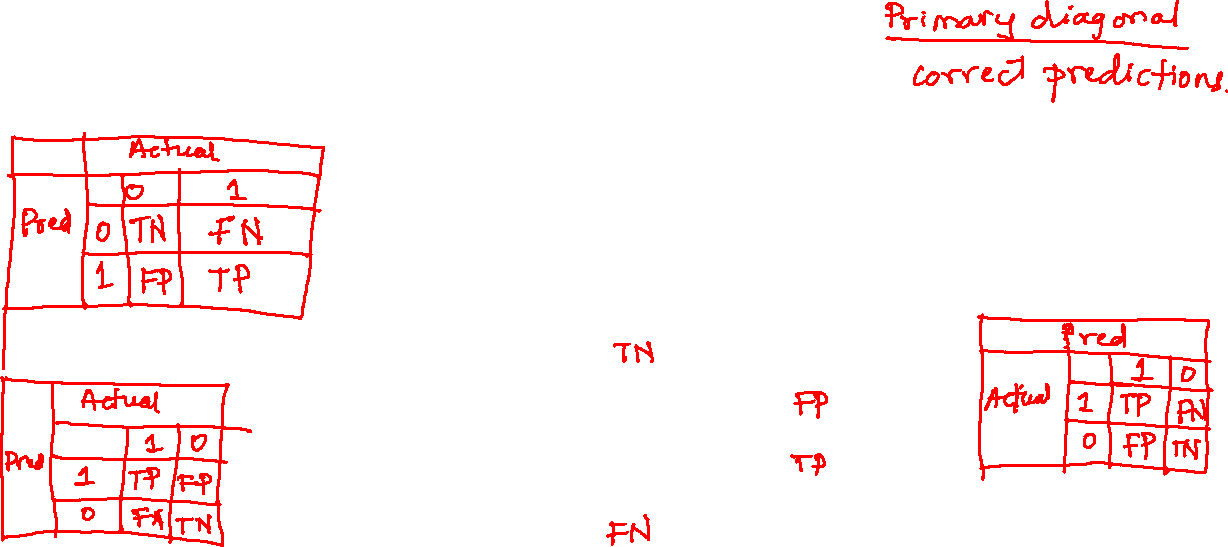 Primary diagonal
correct predictions.
Actual
0 1
Pred 0 TN FN
1 FP TP
TN
FP
TP
FN
Actual
1 0
Pred 1 TP FP
0 FN TN
Pred
1 0
Actual 1 TP FN
0 FP TN